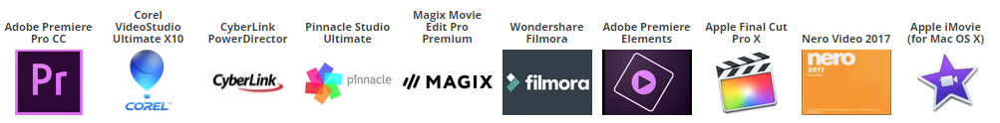 Adobe Premiere Pro CC
Corel VideoStudio Ultimate X10
CyberLink PowerDirector
Pinnacle Studio Ultimate
Magix Movie Edit Pro Premium
Wondershare Filmora
Adobe Premiere Elements
Apple Final Cut Pro X
Nero Video 2017
Apple iMovie (for Mac OS X)
Pr
COREL
CyberLink
pinnacle
MAGIX
filmora
nero
2017